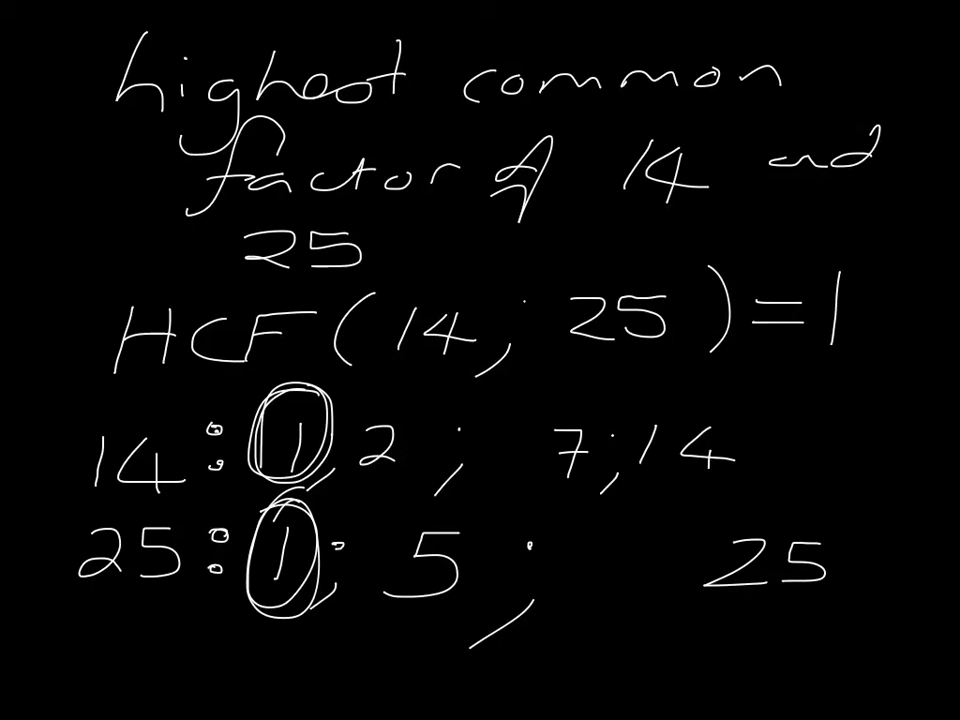 highest common
factor of 14 and
25
HCF(14; 25)=1
14: 1; 2; 7; 14
25: 1; 5; 25